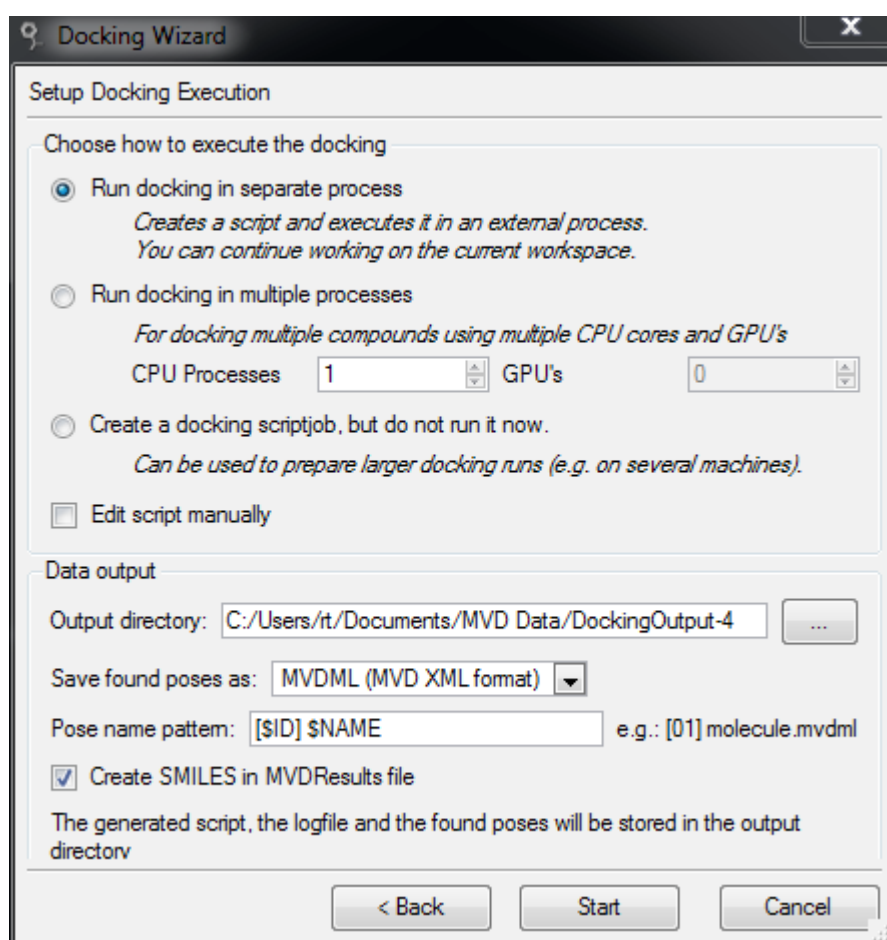 Docking Wizard
X
Setup Docking Execution
Choose how to execute the docking
Run docking in separate process
Creates a script and executes it in an external process.
You can continue working on the current workspace.
Run docking in multiple processes
For docking multiple compounds using multiple CPU cores and GPU's
CPU Processes 1 GPU's 0
Create a docking scriptjob, but do not run it now.
Can be used to prepare larger docking runs (e.g. on several machines).
Edit script manually
Data output
Output directory: C:/Users/rt/Documents/MVD Data/DockingOutput-4 ...
Save found poses as: MVDML (MVD XML format)
Pose name pattern: [$ID] $NAME e.g.: [01] molecule.mvdml
Create SMILES in MVDResults file
The generated script, the logfile and the found poses will be stored in the output
directory
< Back Start Cancel